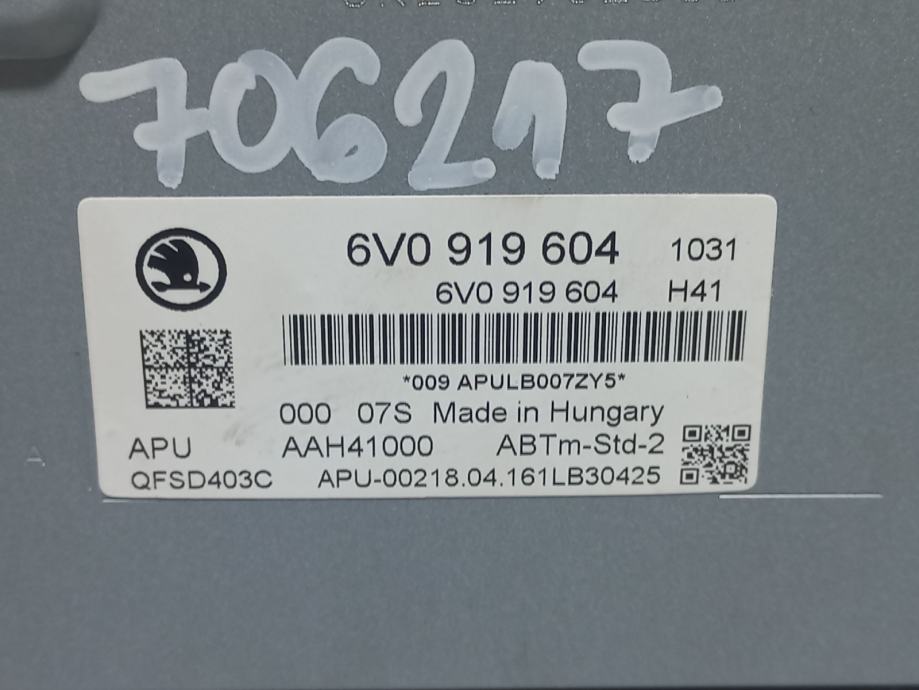 706217
6V0 919 604 1031
6V0 919 604 H41
*009 APULB007ZY5*
000 07S Made in Hungary
APU AAH41000 ABTm-Std-2
QFSD403C APU-00218.04.161LB30425